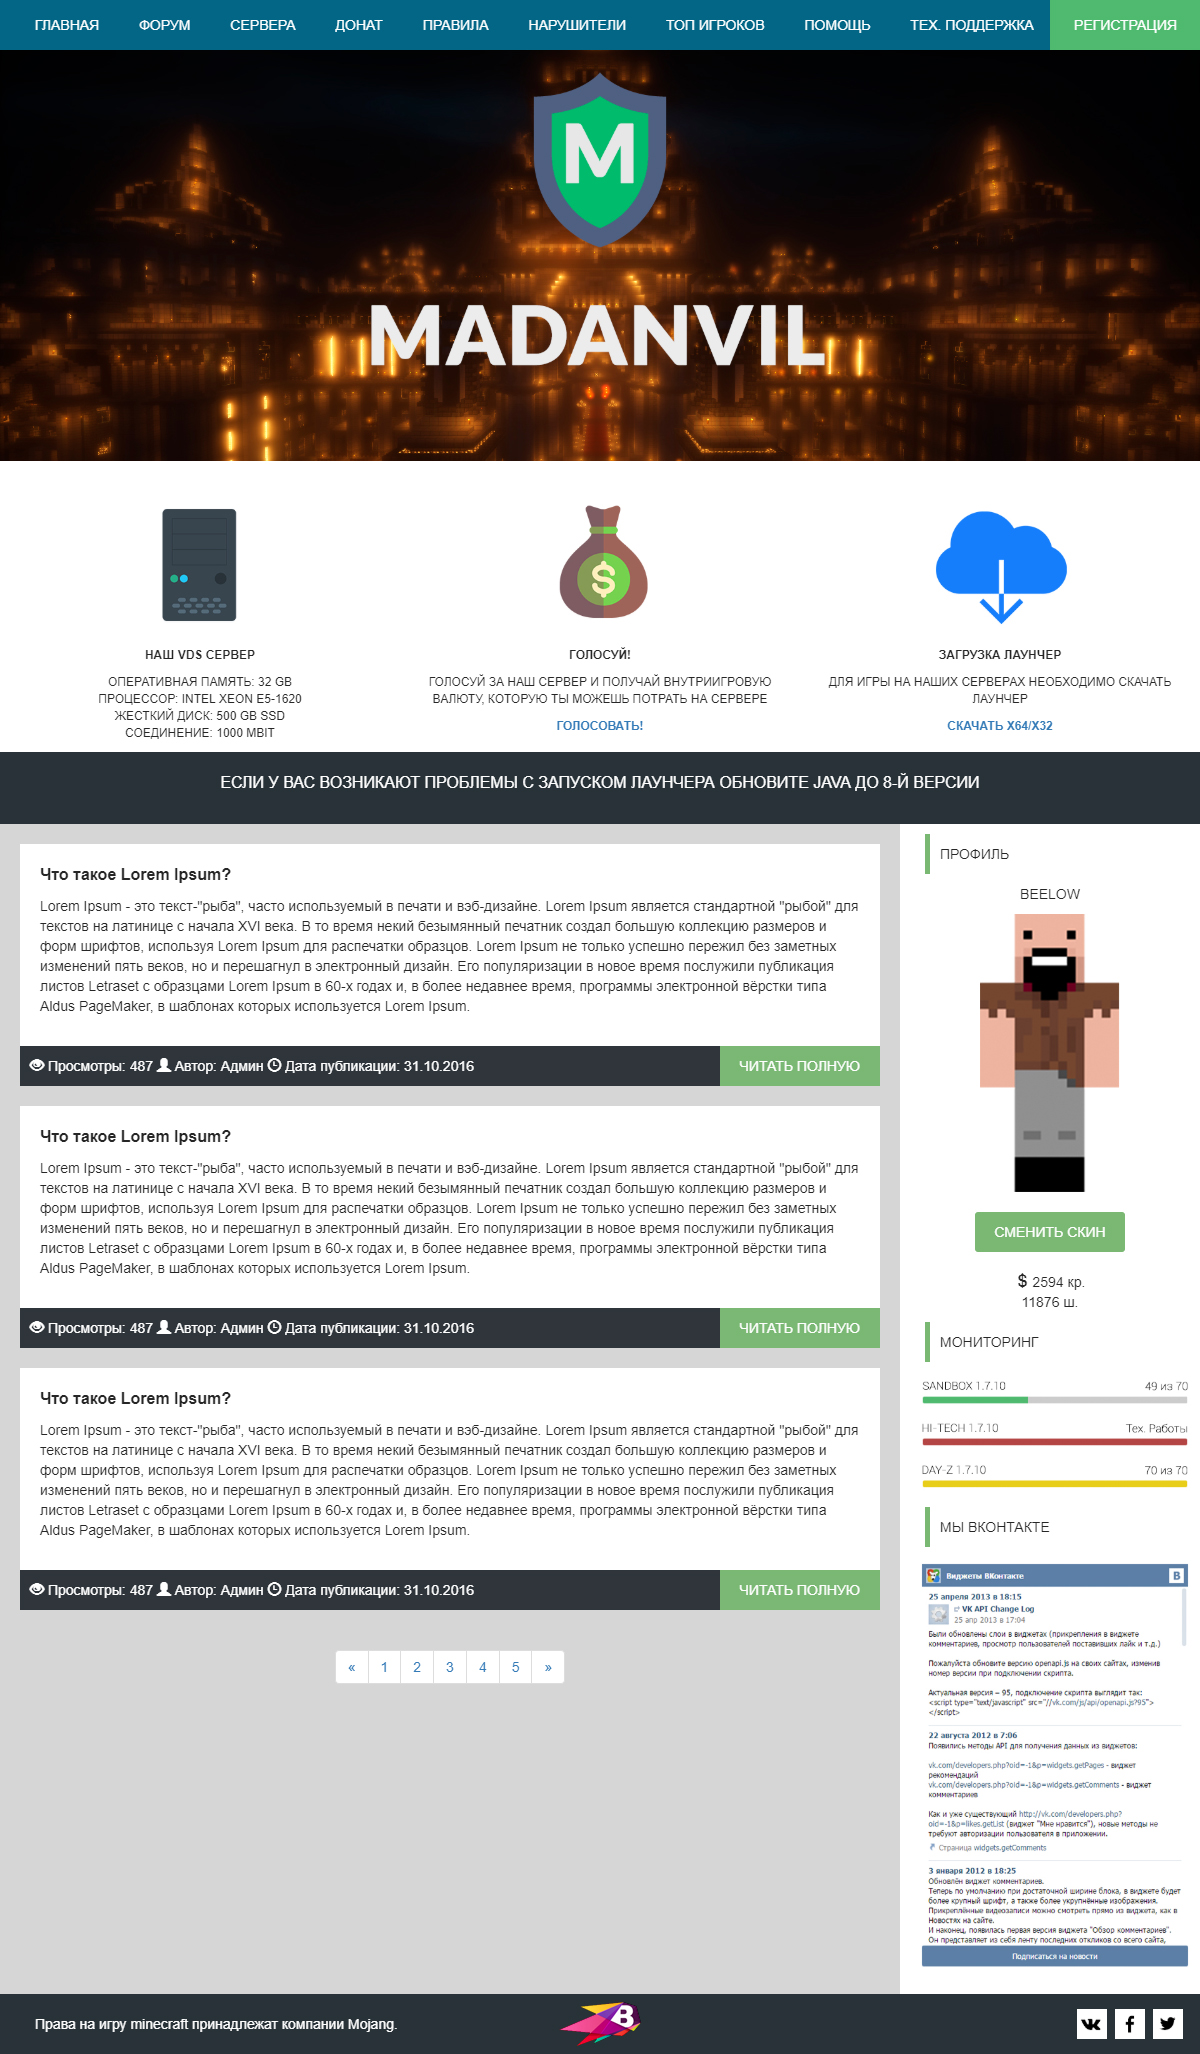 ГЛАВНАЯ ФОРУМ СЕРВЕРА ДОНАТ ПРАВИЛА НАРУШИТЕЛИ ТОП ИГРОКОВ ПОМОЩЬ ТЕХ. ПОДДЕРЖКА РЕГИСТРАЦИЯ
M
MADANVIL
НАШ VDS СЕРВЕР
ОПЕРАТИВНАЯ ПАМЯТЬ: 32 GB
ПРОЦЕССОР: INTEL XEON E5-1620
ЖЕСТКИЙ ДИСК: 500 GB SSD
СОЕДИНЕНИЕ: 1000 MBIT
$
ГОЛОСУЙ!
ГОЛОСУЙ ЗА НАШ СЕРВЕР И ПОЛУЧАЙ ВНУТРИИГРОВУЮ
ВАЛЮТУ, КОТОРУЮ ТЫ МОЖЕШЬ ПОТРАТЬ НА СЕРВЕРЕ
ГОЛОСОВАТЬ!
ЗАГРУЗКА ЛАУНЧЕР
ДЛЯ ИГРЫ НА НАШИХ СЕРВЕРАХ НЕОБХОДИМО СКАЧАТЬ
ЛАУНЧЕР
СКАЧАТЬ X64/X32
ЕСЛИ У ВАС ВОЗНИКАЮТ ПРОБЛЕМЫ С ЗАПУСКОМ ЛАУНЧЕРА ОБНОВИТЕ JAVA ДО 8-Й ВЕРСИИ
Что такое Lorem Ipsum?
Lorem Ipsum - это текст-"рыба", часто используемый в печати и вэб-дизайне. Lorem Ipsum является стандартной "рыбой" для
текстов на латинице с начала XVI века. В то время некий безымянный печатник создал большую коллекцию размеров и
форм шрифтов, используя Lorem Ipsum для распечатки образцов. Lorem Ipsum не только успешно пережил без заметных
изменений пять веков, но и перешагнул в электронный дизайн. Его популяризации в новое время послужили публикация
листов Letraset с образцами Lorem Ipsum в 60-х годах и, в более недавнее время, программы электронной вёрстки типа
Aldus PageMaker, в шаблонах которых используется Lorem Ipsum.
Просмотры: 487 Автор: Админ Дата публикации: 31.10.2016 ЧИТАТЬ ПОЛНУЮ
Что такое Lorem Ipsum?
Lorem Ipsum - это текст-"рыба", часто используемый в печати и вэб-дизайне. Lorem Ipsum является стандартной "рыбой" для
текстов на латинице с начала XVI века. В то время некий безымянный печатник создал большую коллекцию размеров и
форм шрифтов, используя Lorem Ipsum для распечатки образцов. Lorem Ipsum не только успешно пережил без заметных
изменений пять веков, но и перешагнул в электронный дизайн. Его популяризации в новое время послужили публикация
листов Letraset с образцами Lorem Ipsum в 60-х годах и, в более недавнее время, программы электронной вёрстки типа
Aldus PageMaker, в шаблонах которых используется Lorem Ipsum.
Просмотры: 487 Автор: Админ Дата публикации: 31.10.2016 ЧИТАТЬ ПОЛНУЮ
Что такое Lorem Ipsum?
Lorem Ipsum - это текст-"рыба", часто используемый в печати и вэб-дизайне. Lorem Ipsum является стандартной "рыбой" для
текстов на латинице с начала XVI века. В то время некий безымянный печатник создал большую коллекцию размеров и
форм шрифтов, используя Lorem Ipsum для распечатки образцов. Lorem Ipsum не только успешно пережил без заметных
изменений пять веков, но и перешагнул в электронный дизайн. Его популяризации в новое время послужили публикация
листов Letraset с образцами Lorem Ipsum в 60-х годах и, в более недавнее время, программы электронной вёрстки типа
Aldus PageMaker, в шаблонах которых используется Lorem Ipsum.
Просмотры: 487 Автор: Админ Дата публикации: 31.10.2016 ЧИТАТЬ ПОЛНУЮ
« 1 2 3 4 5 »
ПРОФИЛЬ
BEELOW
СМЕНИТЬ СКИН
$ 2594 кр.
11876 ш.
МОНИТОРИНГ
SANDBOX 1.7.10 49 из 70
HI-TECH 1.7.10 Тех. Работы
DAY-Z 1.7.10 70 из 70
МЫ ВКОНТАКТЕ
Виджеты ВКонтакте B
25 апреля 2013 в 18:15
VK API Change Log
25 апр 2013 в 17:04
Были обновлены слои в виджетах (прикрепления в виджете
комментариев, просмотр пользователей поставивших лайк и т.д.)
Пожалуйста обновите версию openapi.js на своих сайтах, изменив
номер версии при подключении скрипта.
Актуальная версия – 95, подключение скрипта выглядит так:
<script type="text/javascript" src="//vk.com/js/api/openapi.js?95">
</script>
22 августа 2012 в 7:06
Появились методы API для получения данных из виджетов:
vk.com/developers.php?oid=-1&p=widgets.getPages - виджет
рекомендаций
vk.com/developers.php?oid=-1&p=widgets.getComments - виджет
комментариев
Как и уже существующий http://vk.com/developers.php?
oid=-1&p=likes.getList (виджет "Мне нравится"), новые методы не
требуют авторизации пользователя в приложении.
Страница widgets.getComments
3 января 2012 в 18:25
Обновлён виджет комментариев.
Теперь по умолчанию при достаточной ширине блока, в виджете будет
более крупный шрифт, а также более укрупнённые изображения.
Прикреплённые видеозаписи можно смотреть прямо из виджета, как в
Новостях на сайте.
И наконец, появилась первая версия виджета "Обзор комментариев".
Он представляет из себя ленту последних откликов со всего сайта,
Подписаться на новости
Права на игру minecraft принадлежат компании Mojang.
B